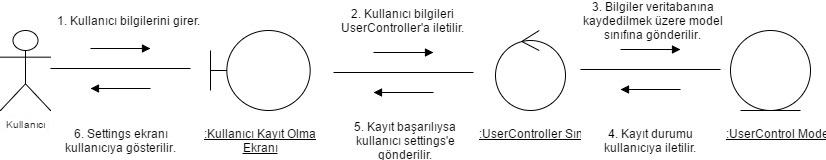 1. Kullanıcı bilgilerini girer.
2. Kullanıcı bilgileri
UserController'a iletilir.
3. Bilgiler veritabanına
kaydedilmek üzere model
sınıfına gönderilir.
Kullanıcı
6. Settings ekranı
kullanıcıya gösterilir.
:Kullanıcı Kayıt Olma
Ekranı
5. Kayıt başarılıysa
kullanıcı settings'e
gönderilir.
:UserController Sın
4. Kayıt durumu
kullanıcıya iletilir.
:UserControl Mode